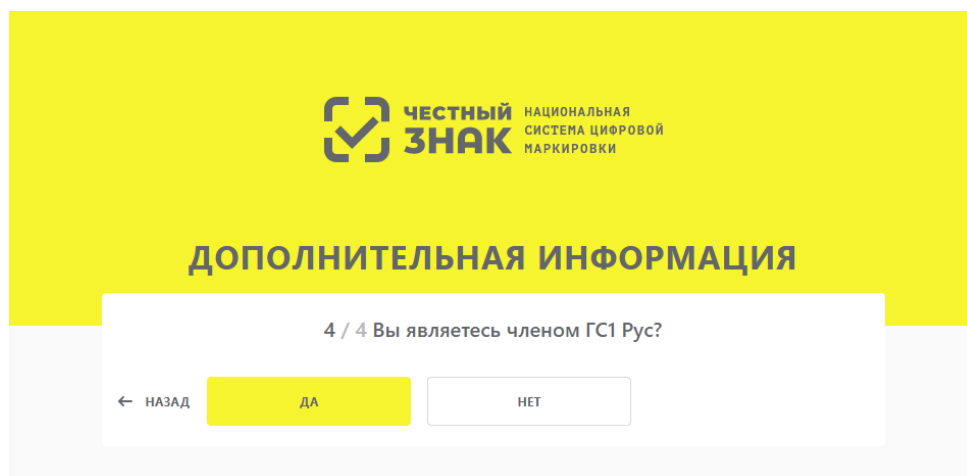 ЧЕСТНЫЙ ЗНАК
НАЦИОНАЛЬНАЯ СИСТЕМА ЦИФРОВОЙ МАРКИРОВКИ
ДОПОЛНИТЕЛЬНАЯ ИНФОРМАЦИЯ
4 / 4 Вы являетесь членом ГС1 Рус?
← НАЗАД ДА НЕТ